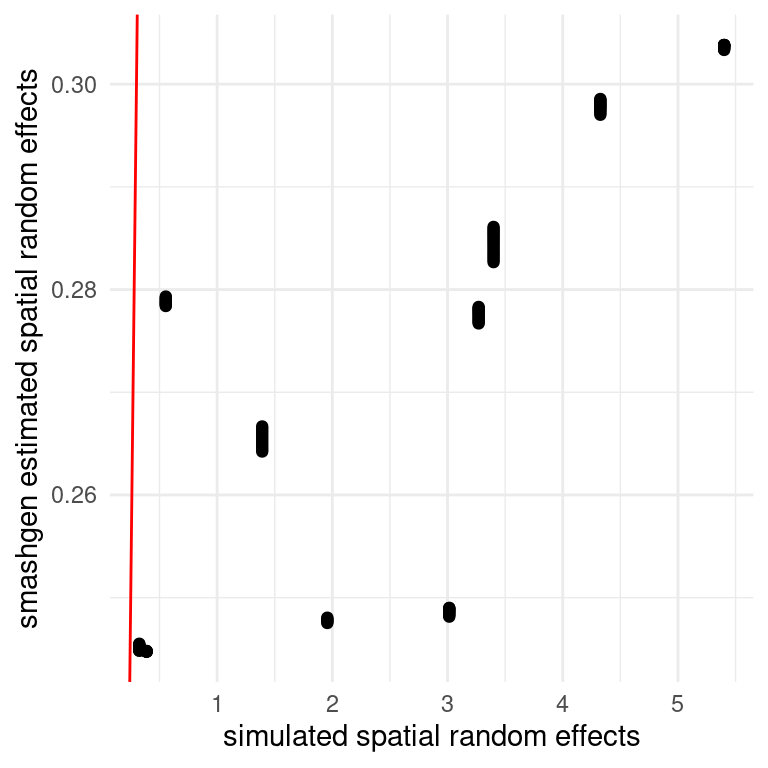 smashgen estimated spatial random effects
0.30
0.28
0.26
1 2 3 4 5
simulated spatial random effects